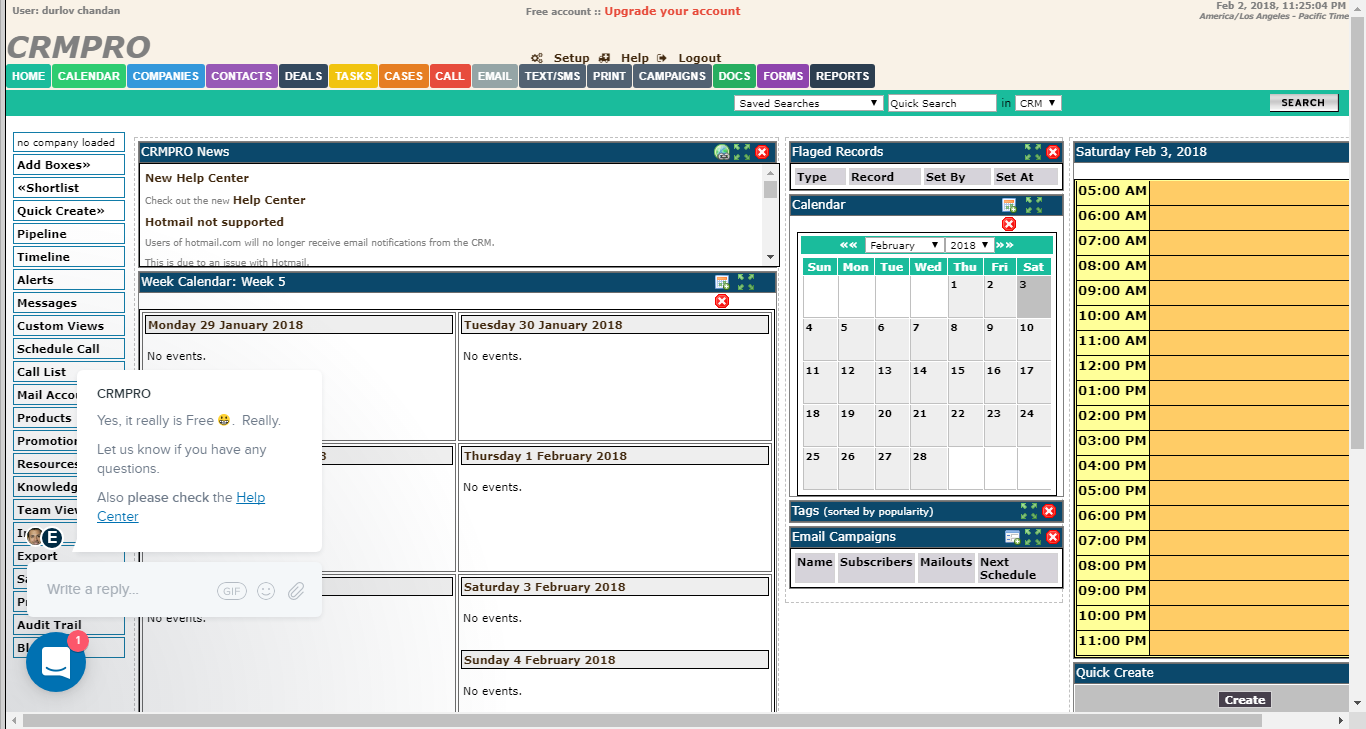 User: durlov chandan
Free account :: Upgrade your account
Feb 2, 2018, 11:25:04 PM
America/Los Angeles - Pacific Time
CRMPRO
Setup Help Logout
HOME CALENDAR COMPANIES CONTACTS DEALS TASKS CASES CALL EMAIL TEXT/SMS PRINT CAMPAIGNS DOCS FORMS REPORTS
Saved Searches Quick Search in CRM SEARCH
no company loaded
Add Boxes»
«Shortlist
Quick Create»
Pipeline
Timeline
Alerts
Messages
Custom Views
Schedule Call
Call List
Mail Accou
Products
Promotion
Resources
Knowledg
Team View
Export
Audit Trail
CRMPRO
Yes, it really is Free 😀. Really.
Let us know if you have any
questions.
Also please check the Help
Center
E
Write a reply...
GIF
1
CRMPRO News
New Help Center
Check out the new Help Center
Hotmail not supported
Users of hotmail.com will no longer receive email notifications from the CRM.
This is due to an issue with Hotmail.
Week Calendar: Week 5
Monday 29 January 2018
No events.
Tuesday 30 January 2018
No events.
8
Thursday 1 February 2018
No events.
No events.
Saturday 3 February 2018
No events.
Sunday 4 February 2018
No events.
Flaged Records
Type Record Set By Set At
Calendar
«« February 2018 »»
Sun Mon Tue Wed Thu Fri Sat
1 2 3
4 5 6 7 8 9 10
11 12 13 14 15 16 17
18 19 20 21 22 23 24
25 26 27 28
Tags (sorted by popularity)
Email Campaigns
Name Subscribers Mailouts Next
Schedule
Saturday Feb 3, 2018
05:00 AM
06:00 AM
07:00 AM
08:00 AM
09:00 AM
10:00 AM
11:00 AM
12:00 PM
01:00 PM
02:00 PM
03:00 PM
04:00 PM
05:00 PM
06:00 PM
07:00 PM
08:00 PM
09:00 PM
10:00 PM
11:00 PM
Quick Create
Create